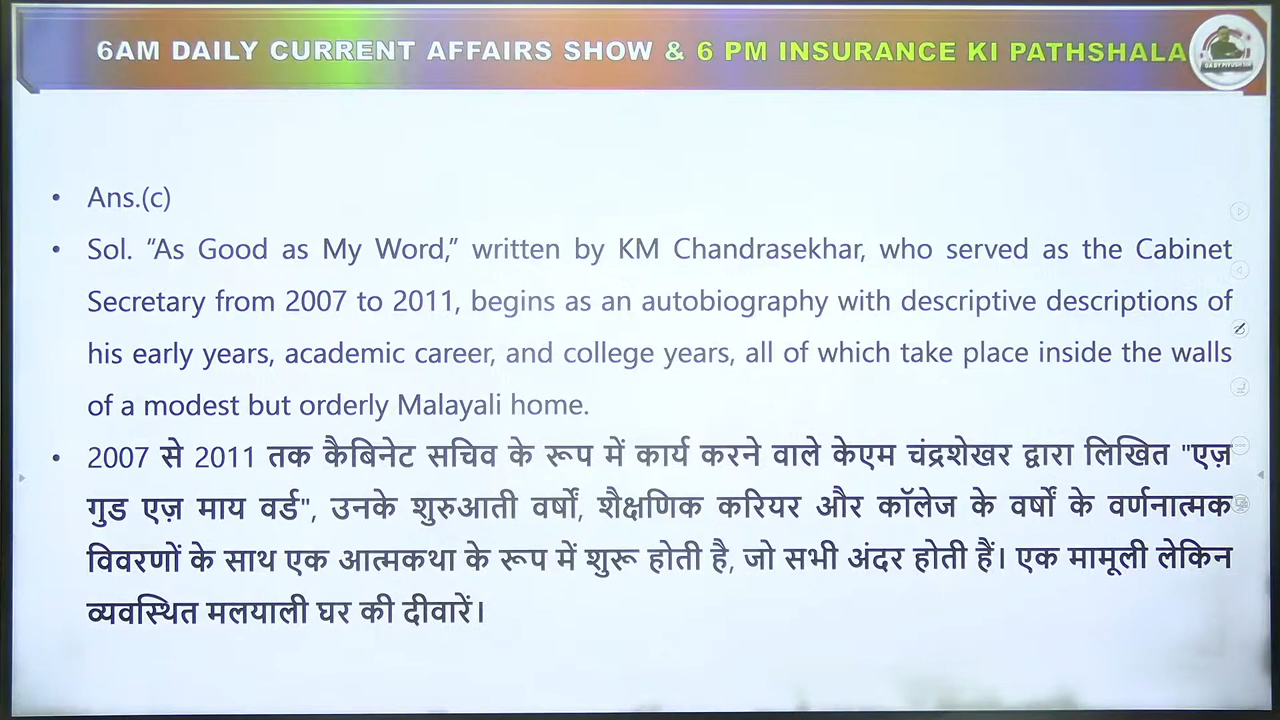 6AM DAILY CURRENT AFFAIRS SHOW & 6 PM INSURANCE KI PATHSHALA
• Ans.(c)
• Sol. “As Good as My Word,” written by KM Chandrasekhar, who served as the Cabinet
Secretary from 2007 to 2011, begins as an autobiography with descriptive descriptions of
his early years, academic career, and college years, all of which take place inside the walls
of a modest but orderly Malayali home.
• 2007 से 2011 तक कैबिनेट सचिव के रूप में कार्य करने वाले केएम चंद्रशेखर द्वारा लिखित "एज़
गुड एज़ माय वर्ड", उनके शुरुआती वर्षों, शैक्षणिक करियर और कॉलेज के वर्षों के वर्णनात्मक
विवरणों के साथ एक आत्मकथा के रूप में शुरू होती है, जो सभी अंदर होती हैं। एक मामूली लेकिन
व्यवस्थित मलयाली घर की दीवारें।